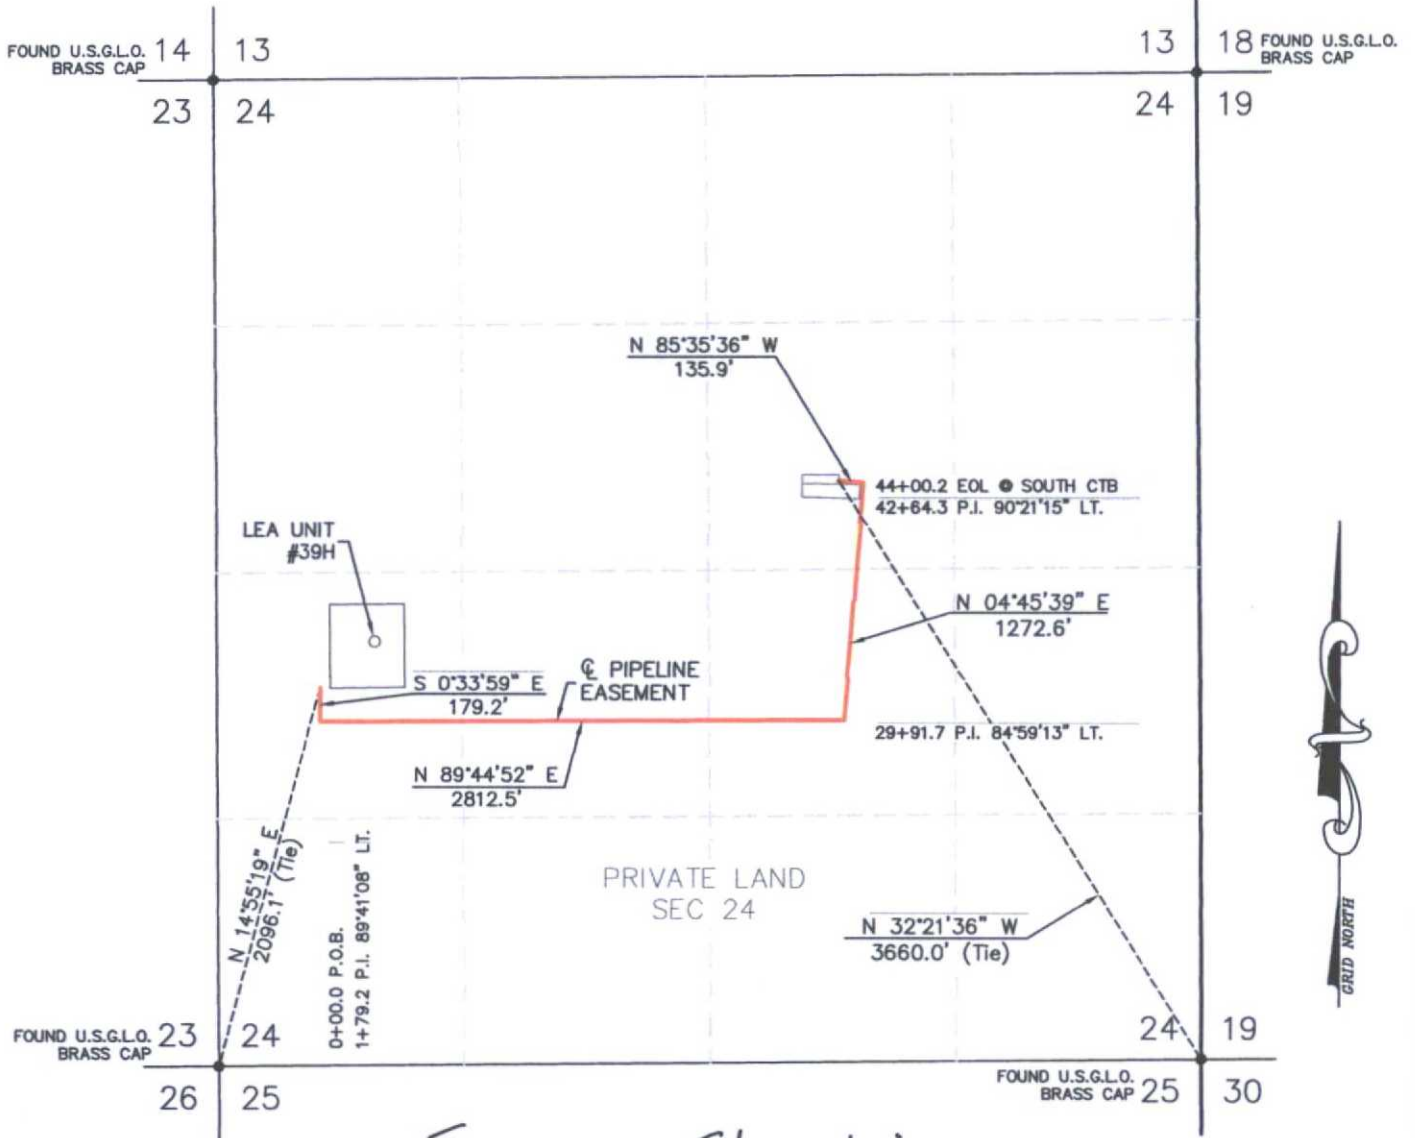 FOUND U.S.G.L.O. 14 13
BRASS CAP
23 24
13 18 FOUND U.S.G.L.O.
BRASS CAP
24 19
N 85°35'36" W
135.9'
44+00.2 EOL @ SOUTH CTB
42+64.3 P.I. 90°21'15" LT.
LEA UNIT
#39H
N 04°45'39" E
1272.6'
S 0°33'59" E
179.2'
℄ PIPELINE
EASEMENT
29+91.7 P.I. 84°59'13" LT.
N 89°44'52" E
2812.5'
N 14°55'19" E
2096.1' (Tie)
0+00.0 P.O.B.
1+79.2 P.I. 89°41'08" LT.
PRIVATE LAND
SEC 24
N 32°21'36" W
3660.0' (Tie)
GRID NORTH
FOUND U.S.G.L.O. 23 24
BRASS CAP
26 25
24 19
FOUND U.S.G.L.O.
BRASS CAP 25 30